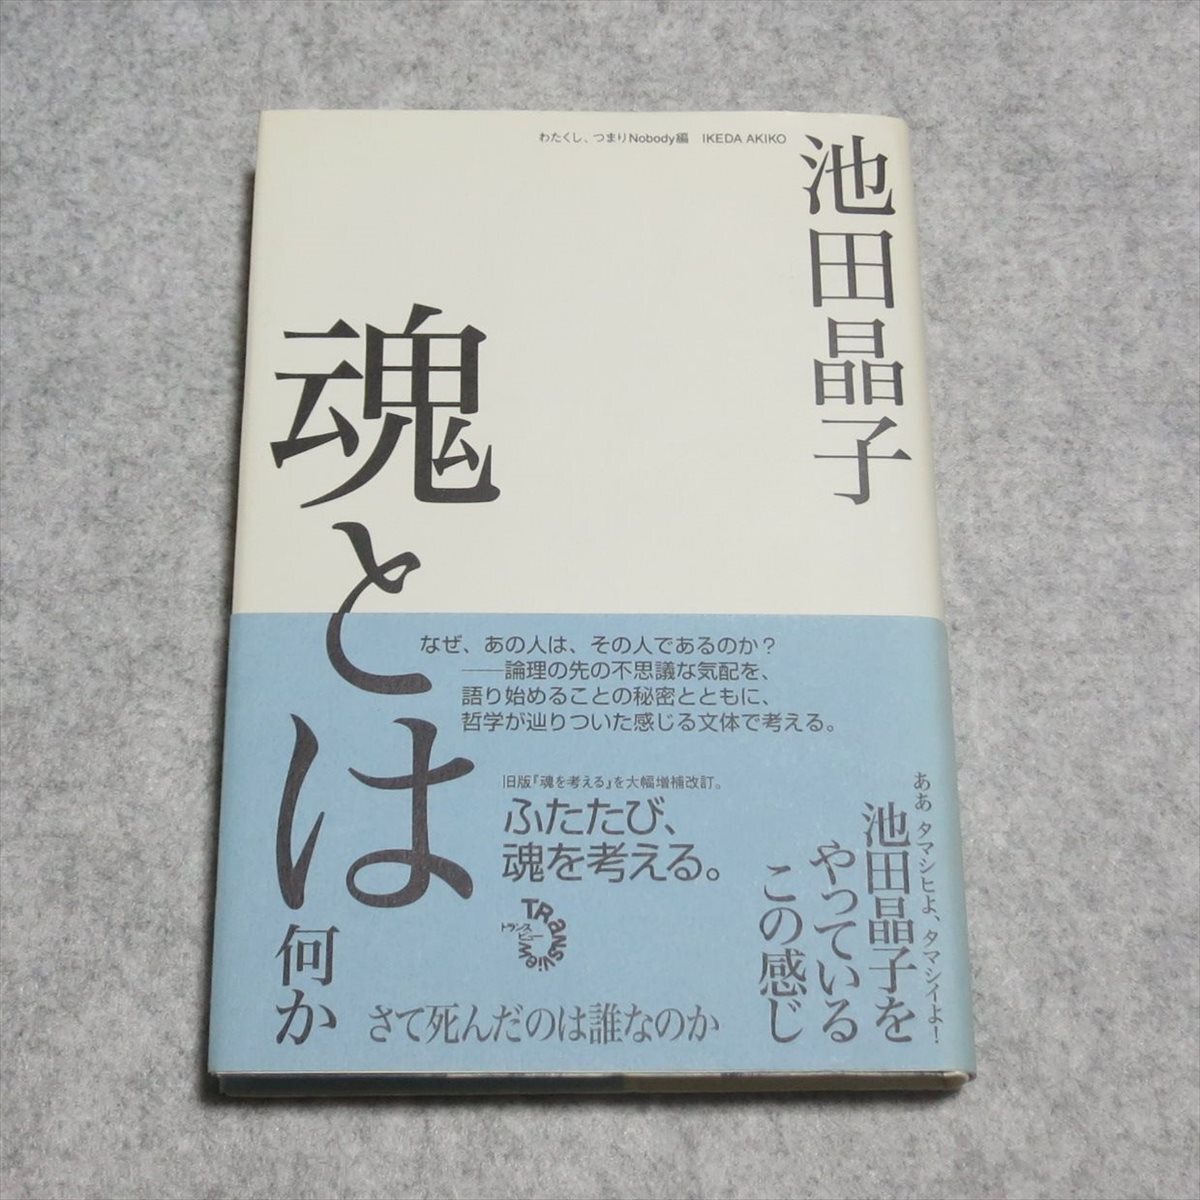 わたくし、つまりNobody編　IKEDA AKIKO
池田晶子
魂とは何か
なぜ、あの人は、その人であるのか?
――論理の先の不思議な気配を、
語り始めることの秘密とともに、
哲学が辿りついた感じる文体で考える。
旧版『魂を考える』を大幅増補改訂。
ふたたび、
魂を考える。
TRansview
トランス
ビュー
さて死んだのは誰なのか
ああ タマシヒよ、タマシイよ!
池田晶子を
やっている
この感じ